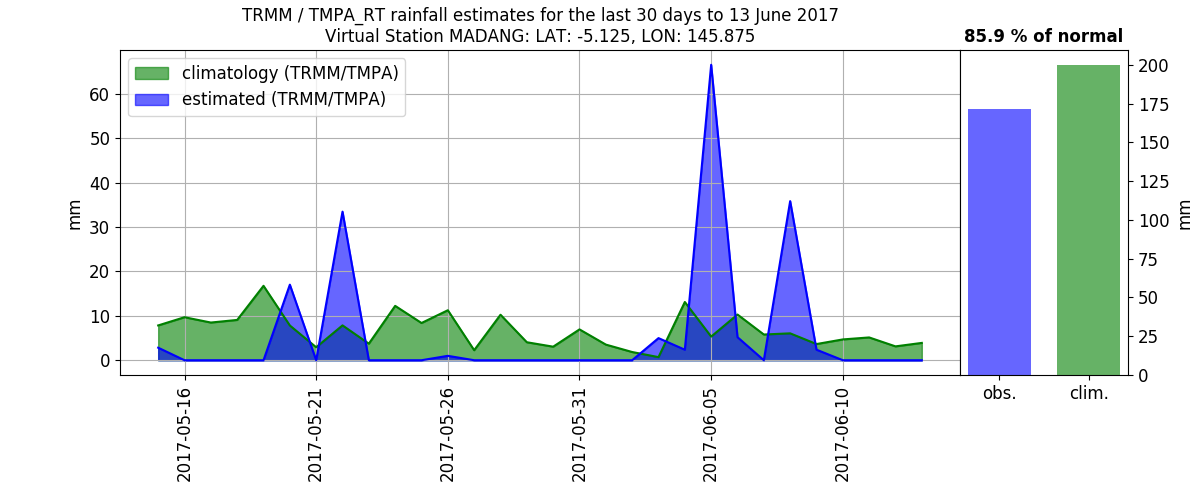 TRMM / TMPA_RT rainfall estimates for the last 30 days to 13 June 2017
Virtual Station MADANG: LAT: -5.125, LON: 145.875
85.9 % of normal
climatology (TRMM/TMPA)
estimated (TRMM/TMPA)
mm
60
50
40
30
20
10
0
2017-05-16
2017-05-21
2017-05-26
2017-05-31
2017-06-05
2017-06-10
200
175
150
125
100
75
50
25
0
mm
obs.
clim.